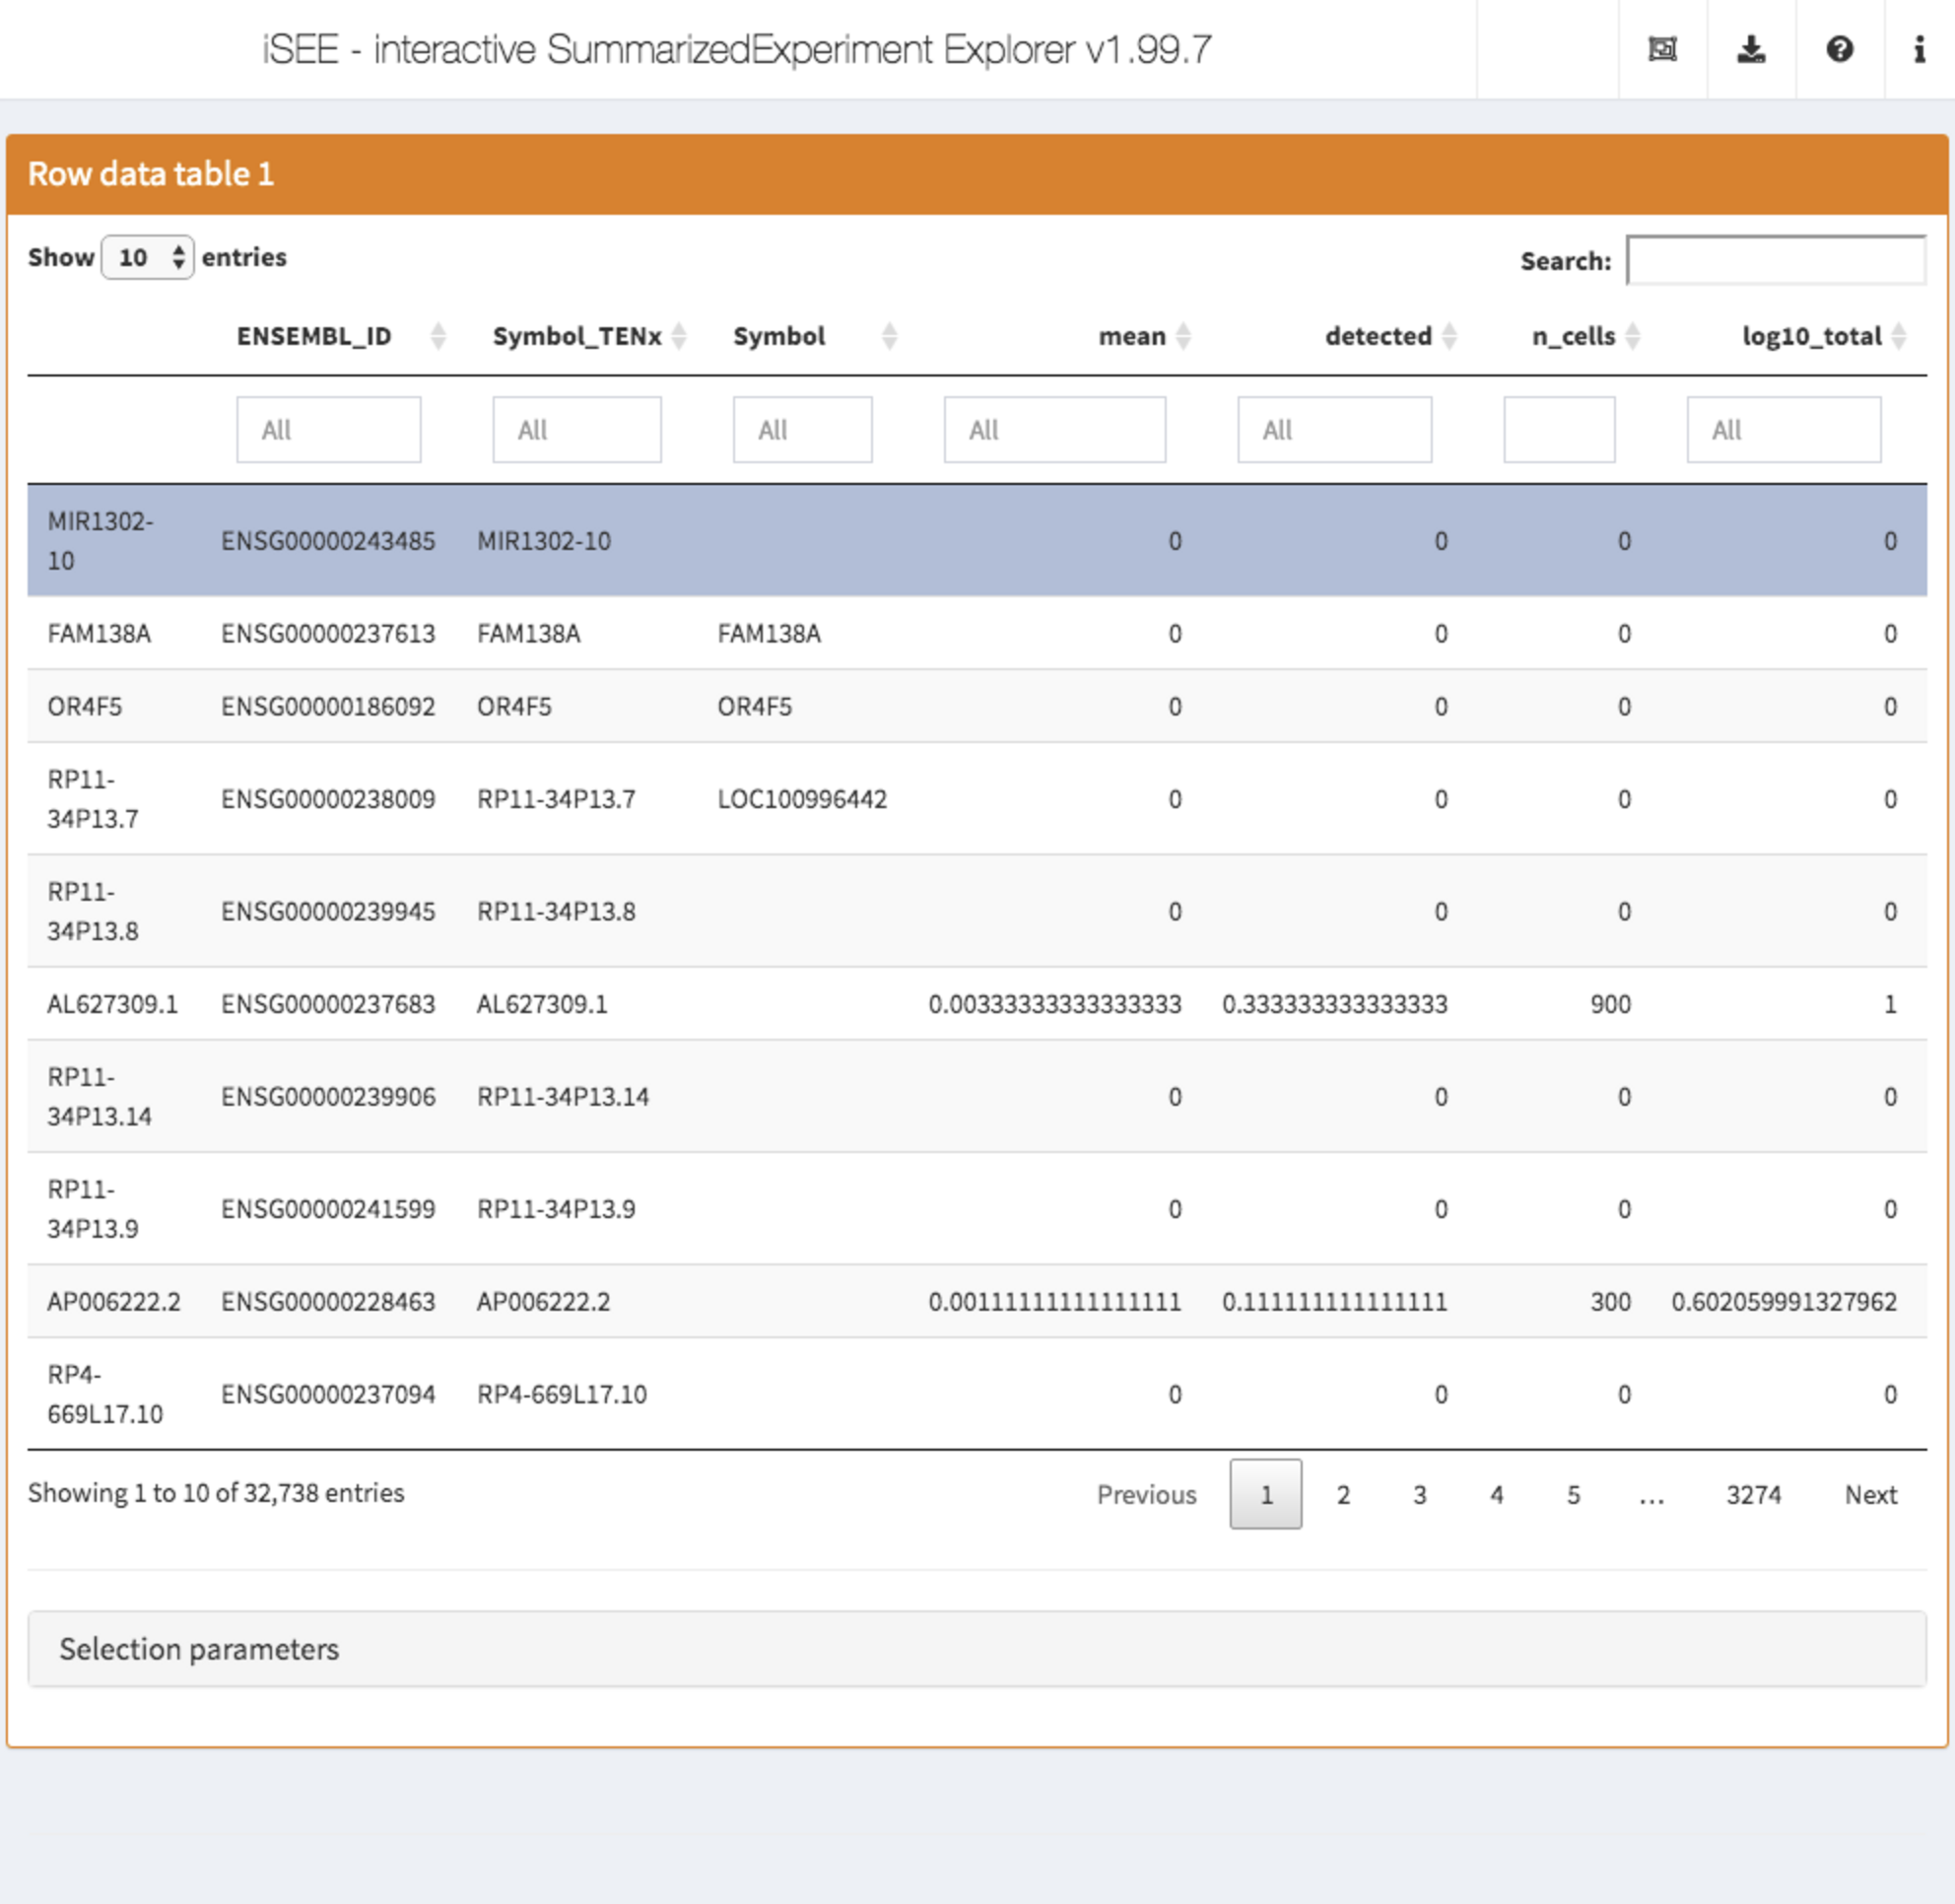 iSEE - interactive SummarizedExperiment Explorer v1.99.7
Row data table 1
Show 10 entries Search:
ENSEMBL_ID Symbol_TENx Symbol mean detected n_cells log10_total
All All All All All All
MIR1302-
10 ENSG00000243485 MIR1302-10 0 0 0 0
FAM138A ENSG00000237613 FAM138A FAM138A 0 0 0 0
OR4F5 ENSG00000186092 OR4F5 OR4F5 0 0 0 0
RP11-
34P13.7 ENSG00000238009 RP11-34P13.7 LOC100996442 0 0 0 0
RP11-
34P13.8 ENSG00000239945 RP11-34P13.8 0 0 0 0
AL627309.1 ENSG00000237683 AL627309.1 0.00333333333333333 0.333333333333333 900 1
RP11-
34P13.14 ENSG00000239906 RP11-34P13.14 0 0 0 0
RP11-
34P13.9 ENSG00000241599 RP11-34P13.9 0 0 0 0
AP006222.2 ENSG00000228463 AP006222.2 0.00111111111111111 0.111111111111111 300 0.602059991327962
RP4-
669L17.10 ENSG00000237094 RP4-669L17.10 0 0 0 0
Showing 1 to 10 of 32,738 entries Previous 1 2 3 4 5 … 3274 Next
Selection parameters